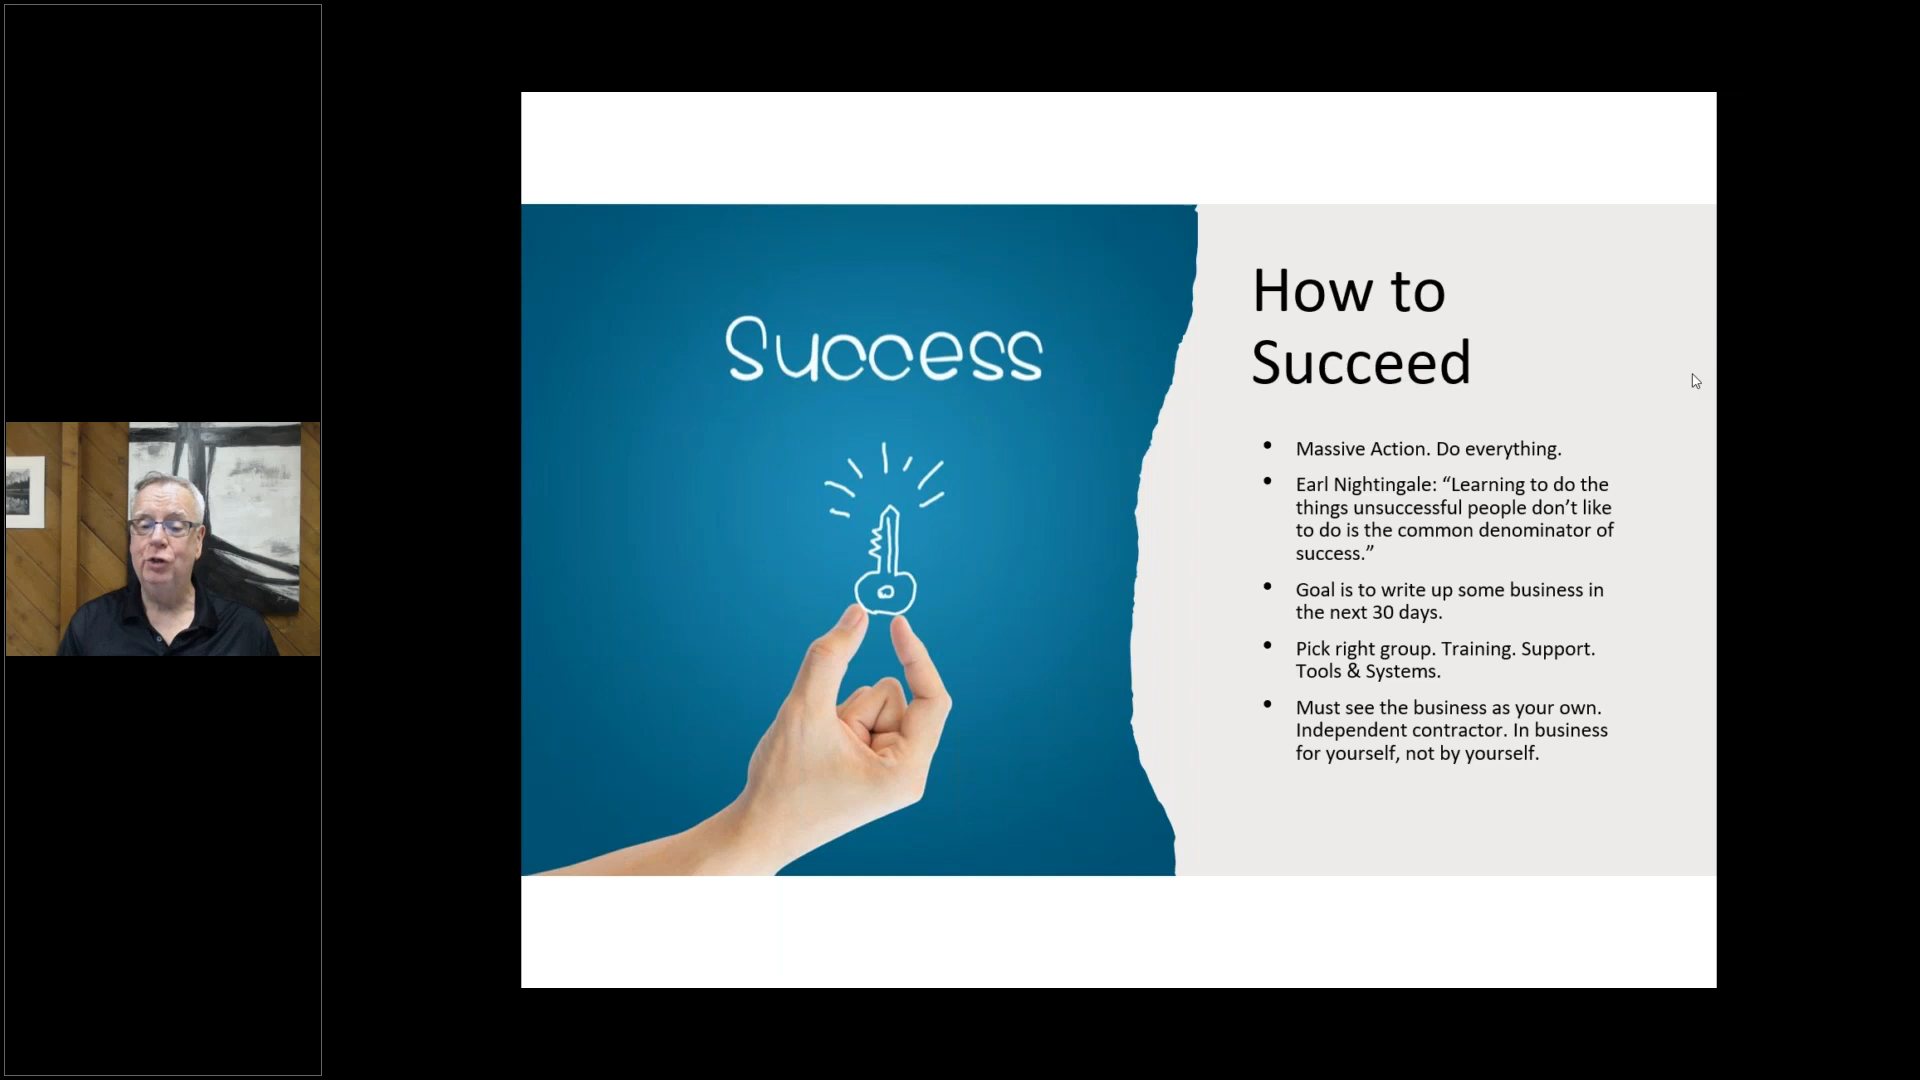 Success
How to
Succeed
• Massive Action. Do everything.
• Earl Nightingale: “Learning to do the
things unsuccessful people don’t like
to do is the common denominator of
success.”
• Goal is to write up some business in
the next 30 days.
• Pick right group. Training. Support.
Tools & Systems.
• Must see the business as your own.
Independent contractor. In business
for yourself, not by yourself.